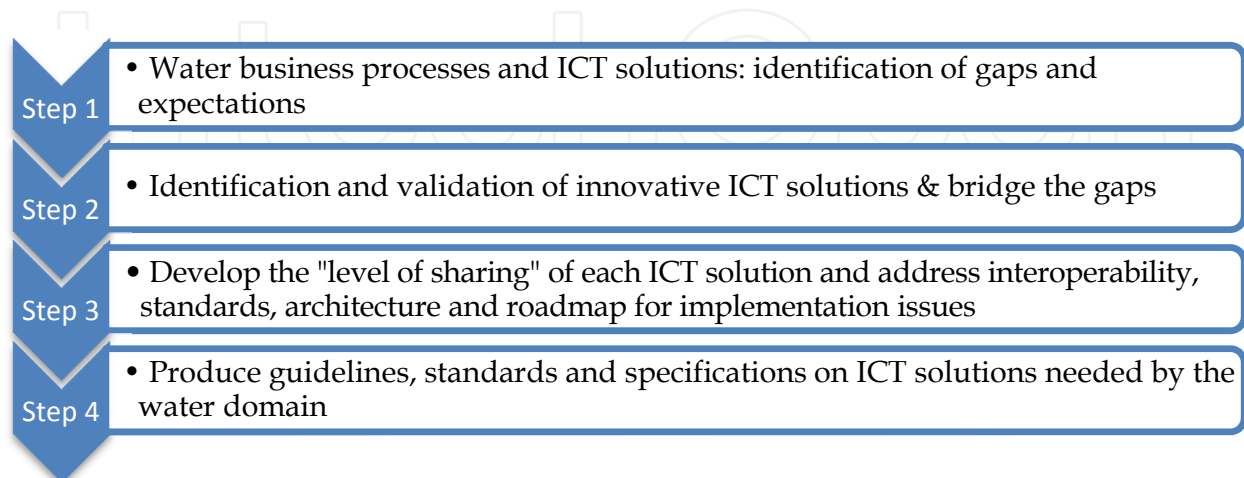 Step 1
• Water business processes and ICT solutions: identification of gaps and
expectations
Step 2
• Identification and validation of innovative ICT solutions & bridge the gaps
Step 3
• Develop the "level of sharing" of each ICT solution and address interoperability,
standards, architecture and roadmap for implementation issues
Step 4
• Produce guidelines, standards and specifications on ICT solutions needed by the
water domain